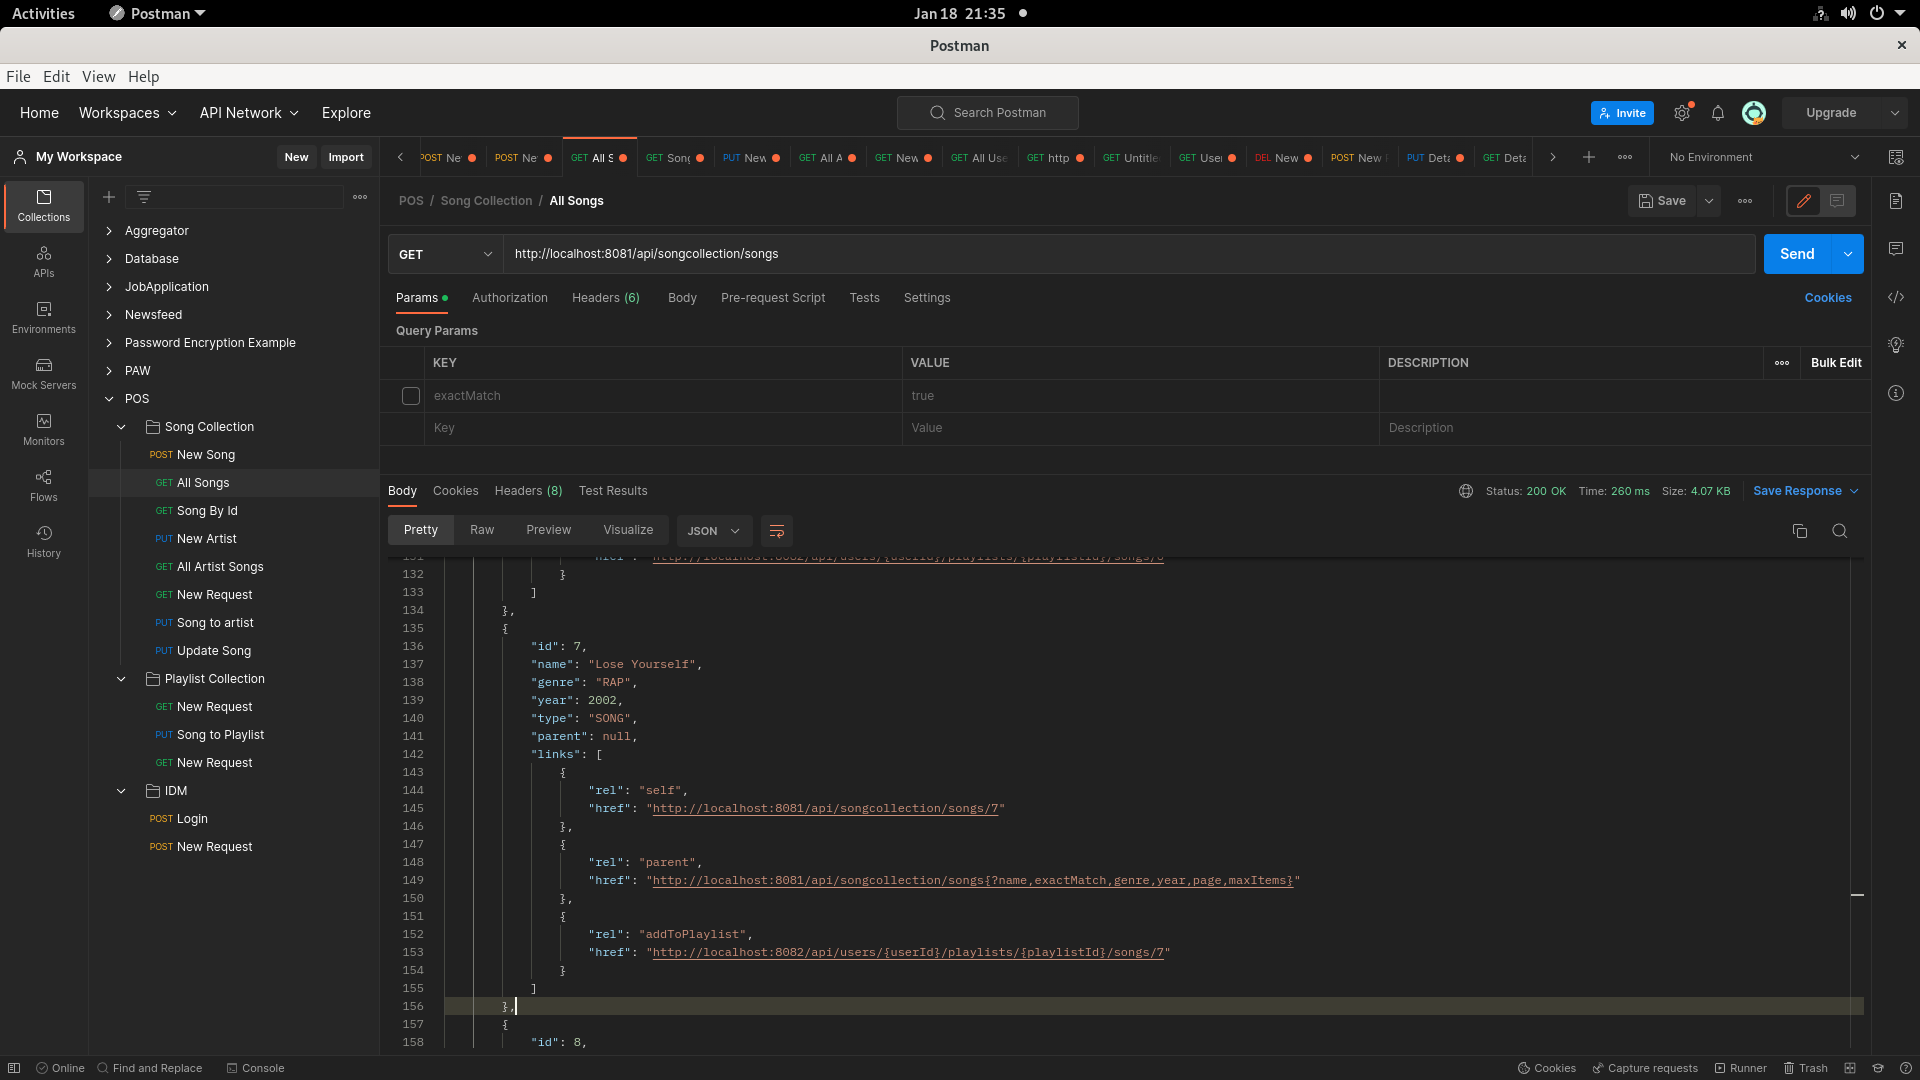 Activities Postman Jan 18 21:35
Postman
File Edit View Help
Home Workspaces API Network Explore Search Postman Invite Upgrade
My Workspace New Import
POST Ne POST Ne GET All S GET Song PUT New GET All A GET New GET All Use GET http GET Untitle GET User DEL New POST New PUT Deta GET Deta No Environment
Collections
APIs
Environments
Mock Servers
Monitors
Flows
History
Aggregator
Database
JobApplication
Newsfeed
Password Encryption Example
PAW
POS
Song Collection
POST New Song
GET All Songs
GET Song By Id
PUT New Artist
GET All Artist Songs
GET New Request
PUT Song to artist
PUT Update Song
Playlist Collection
GET New Request
PUT Song to Playlist
GET New Request
IDM
POST Login
POST New Request
POS / Song Collection / All Songs Save
GET http://localhost:8081/api/songcollection/songs Send
Params Authorization Headers (6) Body Pre-request Script Tests Settings Cookies
Query Params
KEY VALUE DESCRIPTION Bulk Edit
exactMatch true
Key Value Description
Body Cookies Headers (8) Test Results Status: 200 OK Time: 260 ms Size: 4.07 KB Save Response
Pretty Raw Preview Visualize JSON
131 "href": "http://localhost:8082/api/users/{userId}/playlists/{playlistId}/songs/6"
132 }
133 ]
134 },
135 {
136 "id": 7,
137 "name": "Lose Yourself",
138 "genre": "RAP",
139 "year": 2002,
140 "type": "SONG",
141 "parent": null,
142 "links": [
143 {
144 "rel": "self",
145 "href": "http://localhost:8081/api/songcollection/songs/7"
146 },
147 {
148 "rel": "parent",
149 "href": "http://localhost:8081/api/songcollection/songs{?name,exactMatch,genre,year,page,maxItems}"
150 },
151 {
152 "rel": "addToPlaylist",
153 "href": "http://localhost:8082/api/users/{userId}/playlists/{playlistId}/songs/7"
154 }
155 ]
156 },
157 {
158 "id": 8,
Online Find and Replace Console Cookies Capture requests Runner Trash